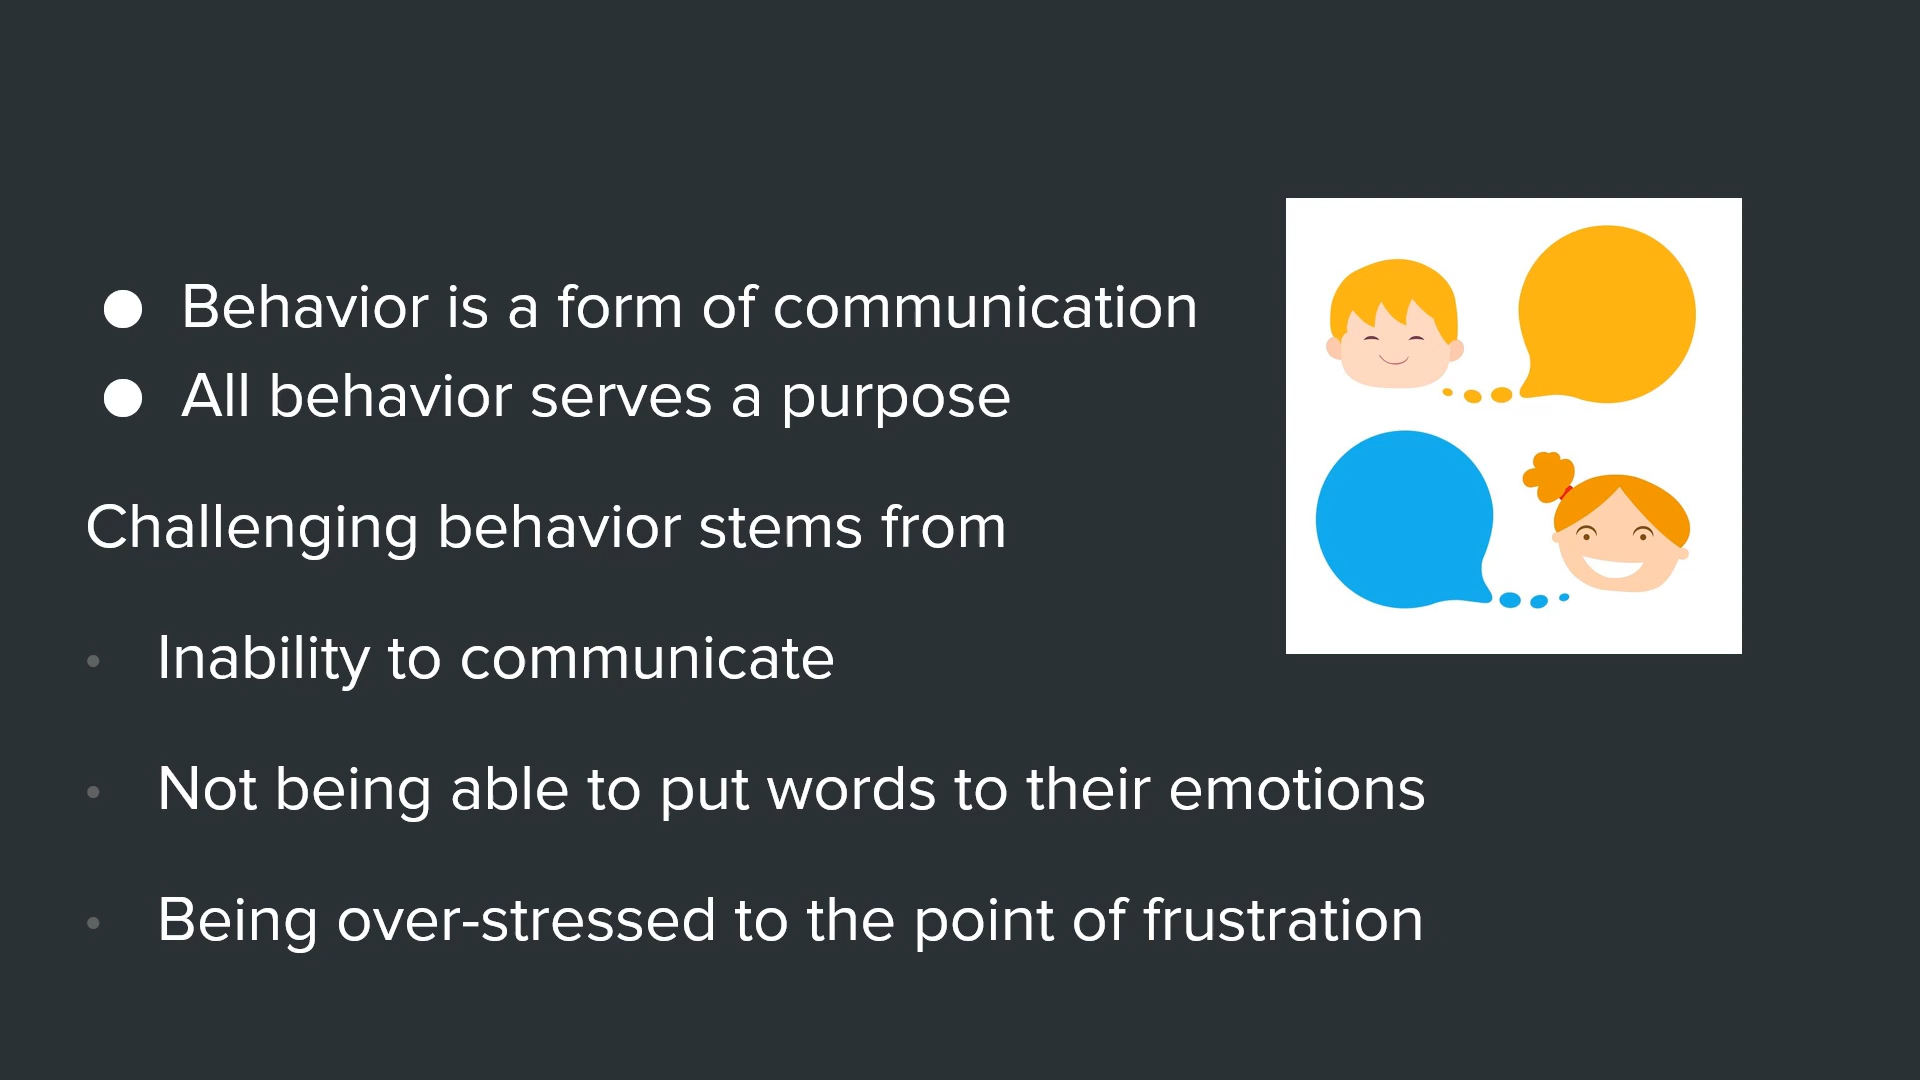 ● Behavior is a form of communication
● All behavior serves a purpose
Challenging behavior stems from
• Inability to communicate
• Not being able to put words to their emotions
• Being over-stressed to the point of frustration